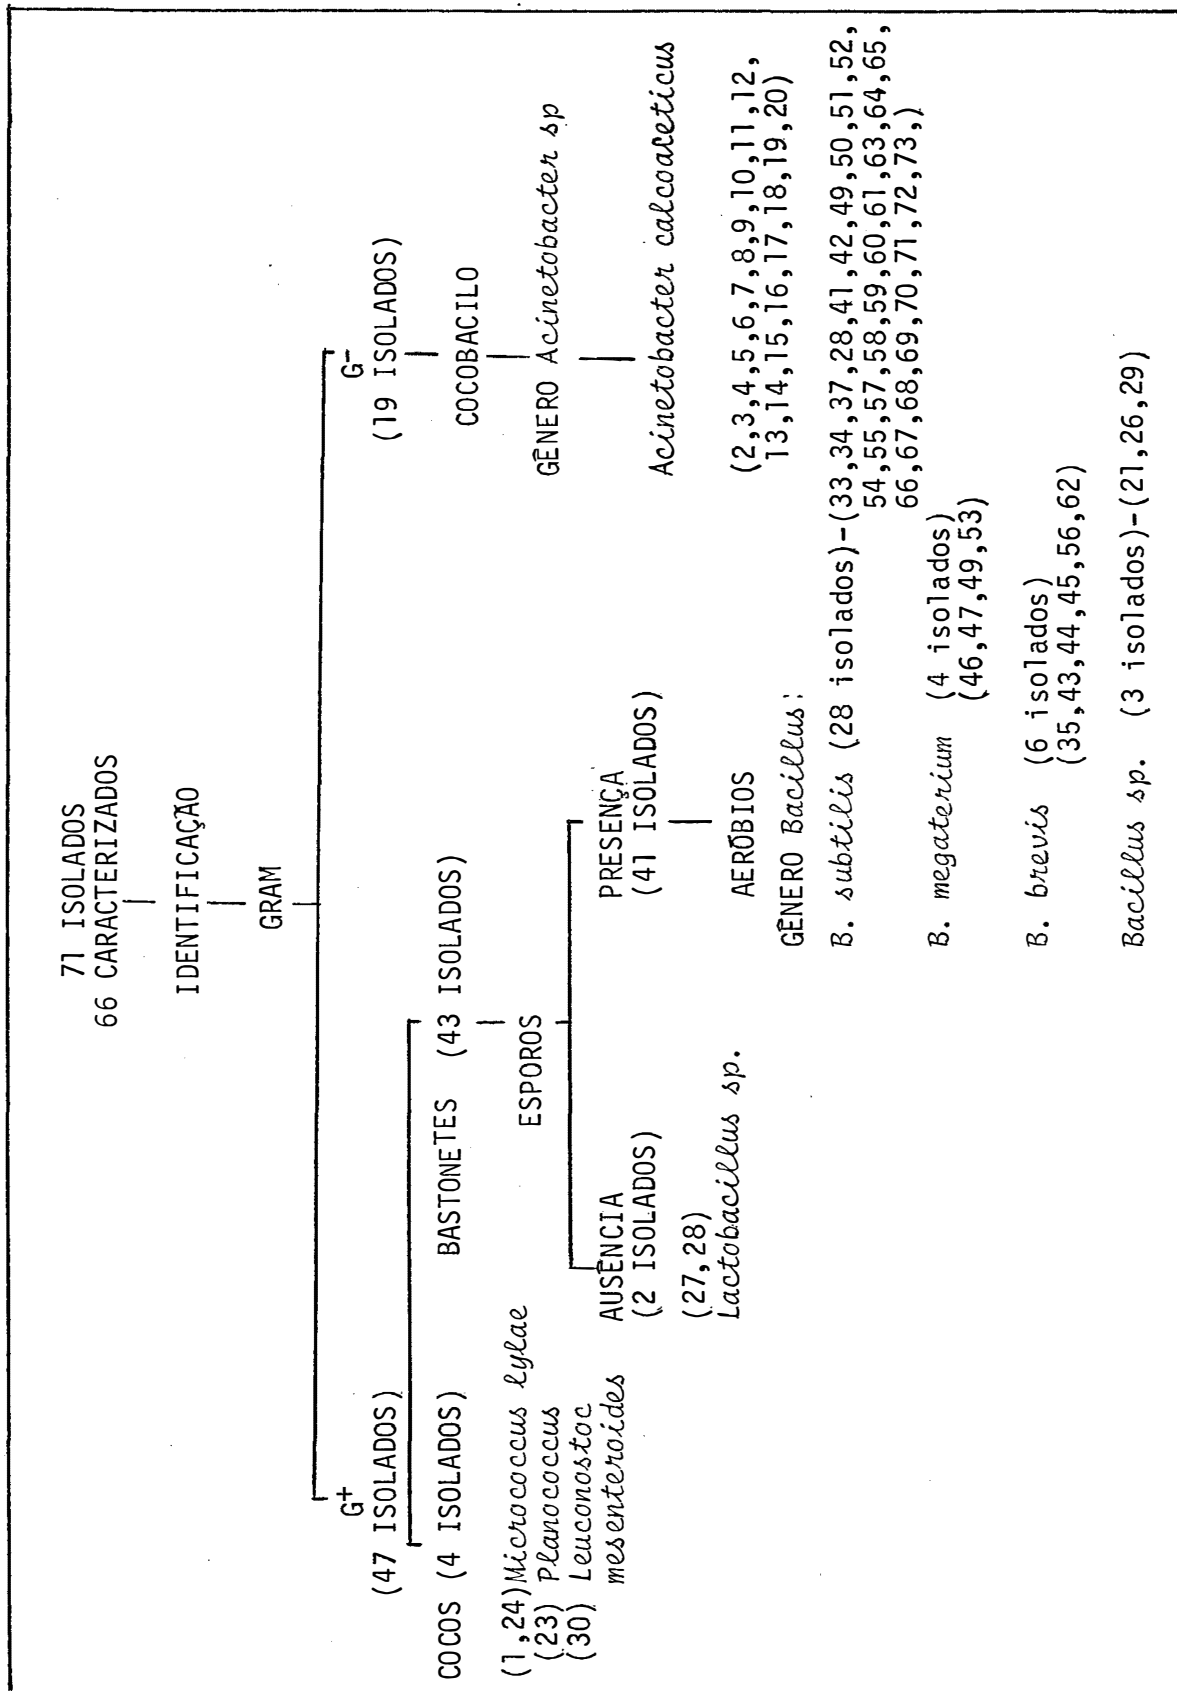 71 ISOLADOS
66 CARACTERIZADOS
IDENTIFICAÇÃO
GRAM
G+
(47 ISOLADOS)
G-
(19 ISOLADOS)
COCOS (4 ISOLADOS)
BASTONETES (43 ISOLADOS)
COCOBACILO
(1,24) Micrococcus lylae
(23) Planococcus
(30) Leuconostoc
mesenteroides
ESPOROS
GÊNERO Acinetobacter sp
AUSÊNCIA
(2 ISOLADOS)
PRESENÇA
(41 ISOLADOS)
Acinetobacter calcoaceticus
(27,28)
Lactobacillus sp.
AERÓBIOS
(2,3,4,5,6,7,8,9,10,11,12,
13,14,15,16,17,18,19,20)
GÊNERO Bacillus:
B. subtilis (28 isolados)-(33,34,37,28,41,42,49,50,51,52,
54,55,57,58,59,60,61,63,64,65,
66,67,68,69,70,71,72,73,)
B. megaterium (4 isolados)
(46,47,49,53)
B. brevis (6 isolados)
(35,43,44,45,56,62)
Bacillus sp. (3 isolados)-(21,26,29)